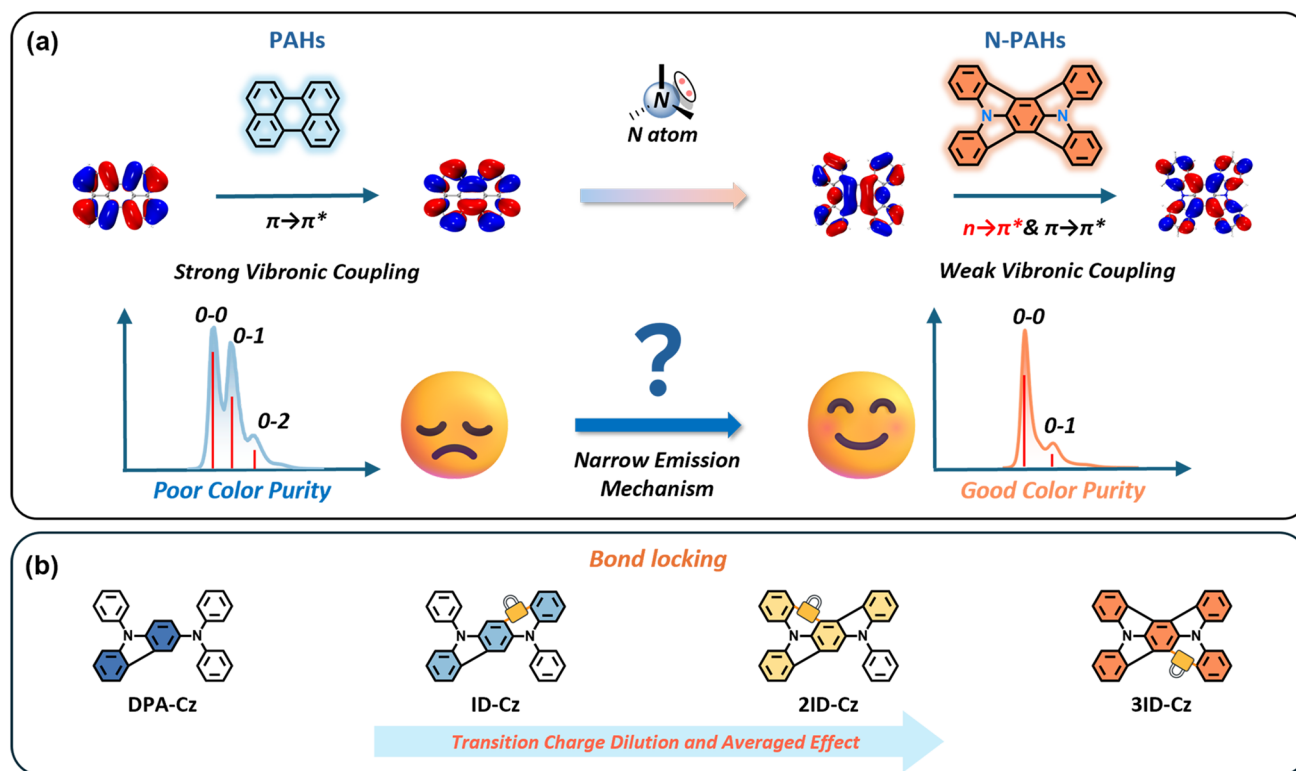 (a)
PAHs
N-PAHs
N
N atom
N
N
π→π*
n→π* & π→π*
Strong Vibronic Coupling
Weak Vibronic Coupling
0-0
0-1
0-2
?
0-0
0-1
Narrow Emission
Mechanism
Poor Color Purity
Good Color Purity
(b)
Bond locking
N
N
N
N
N
N
N
N
DPA-Cz
ID-Cz
2ID-Cz
3ID-Cz
Transition Charge Dilution and Averaged Effect